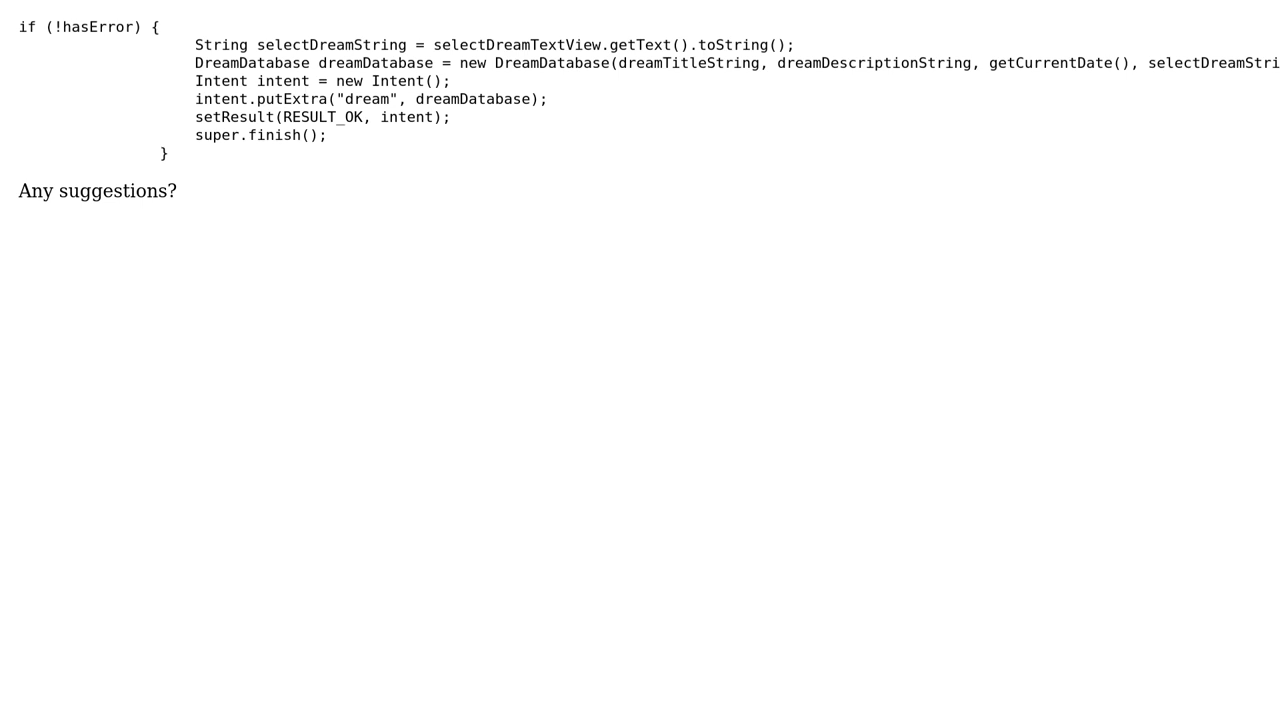 if (!hasError) {
String selectDreamString = selectDreamTextView.getText().toString();
DreamDatabase dreamDatabase = new DreamDatabase(dreamTitleString, dreamDescriptionString, getCurrentDate(), selectDreamStri
Intent intent = new Intent();
intent.putExtra("dream", dreamDatabase);
setResult(RESULT_OK, intent);
super.finish();
}
Any suggestions?